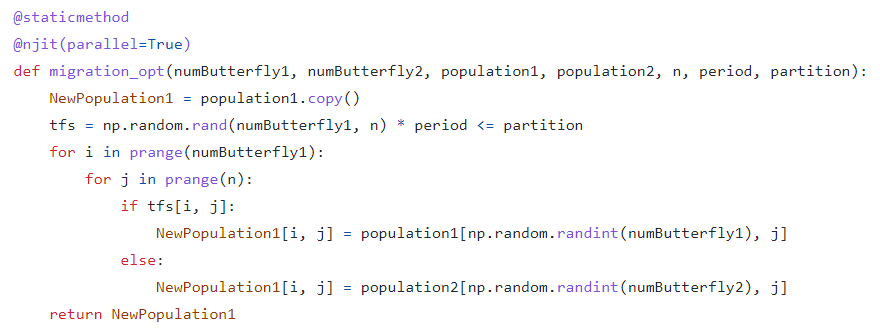 @staticmethod
@njit(parallel=True)
def migration_opt(numButterfly1, numButterfly2, population1, population2, n, period, partition):
    NewPopulation1 = population1.copy()
    tfs = np.random.rand(numButterfly1, n) * period <= partition
    for i in prange(numButterfly1):
        for j in prange(n):
            if tfs[i, j]:
                NewPopulation1[i, j] = population1[np.random.randint(numButterfly1), j]
            else:
                NewPopulation1[i, j] = population2[np.random.randint(numButterfly2), j]
    return NewPopulation1